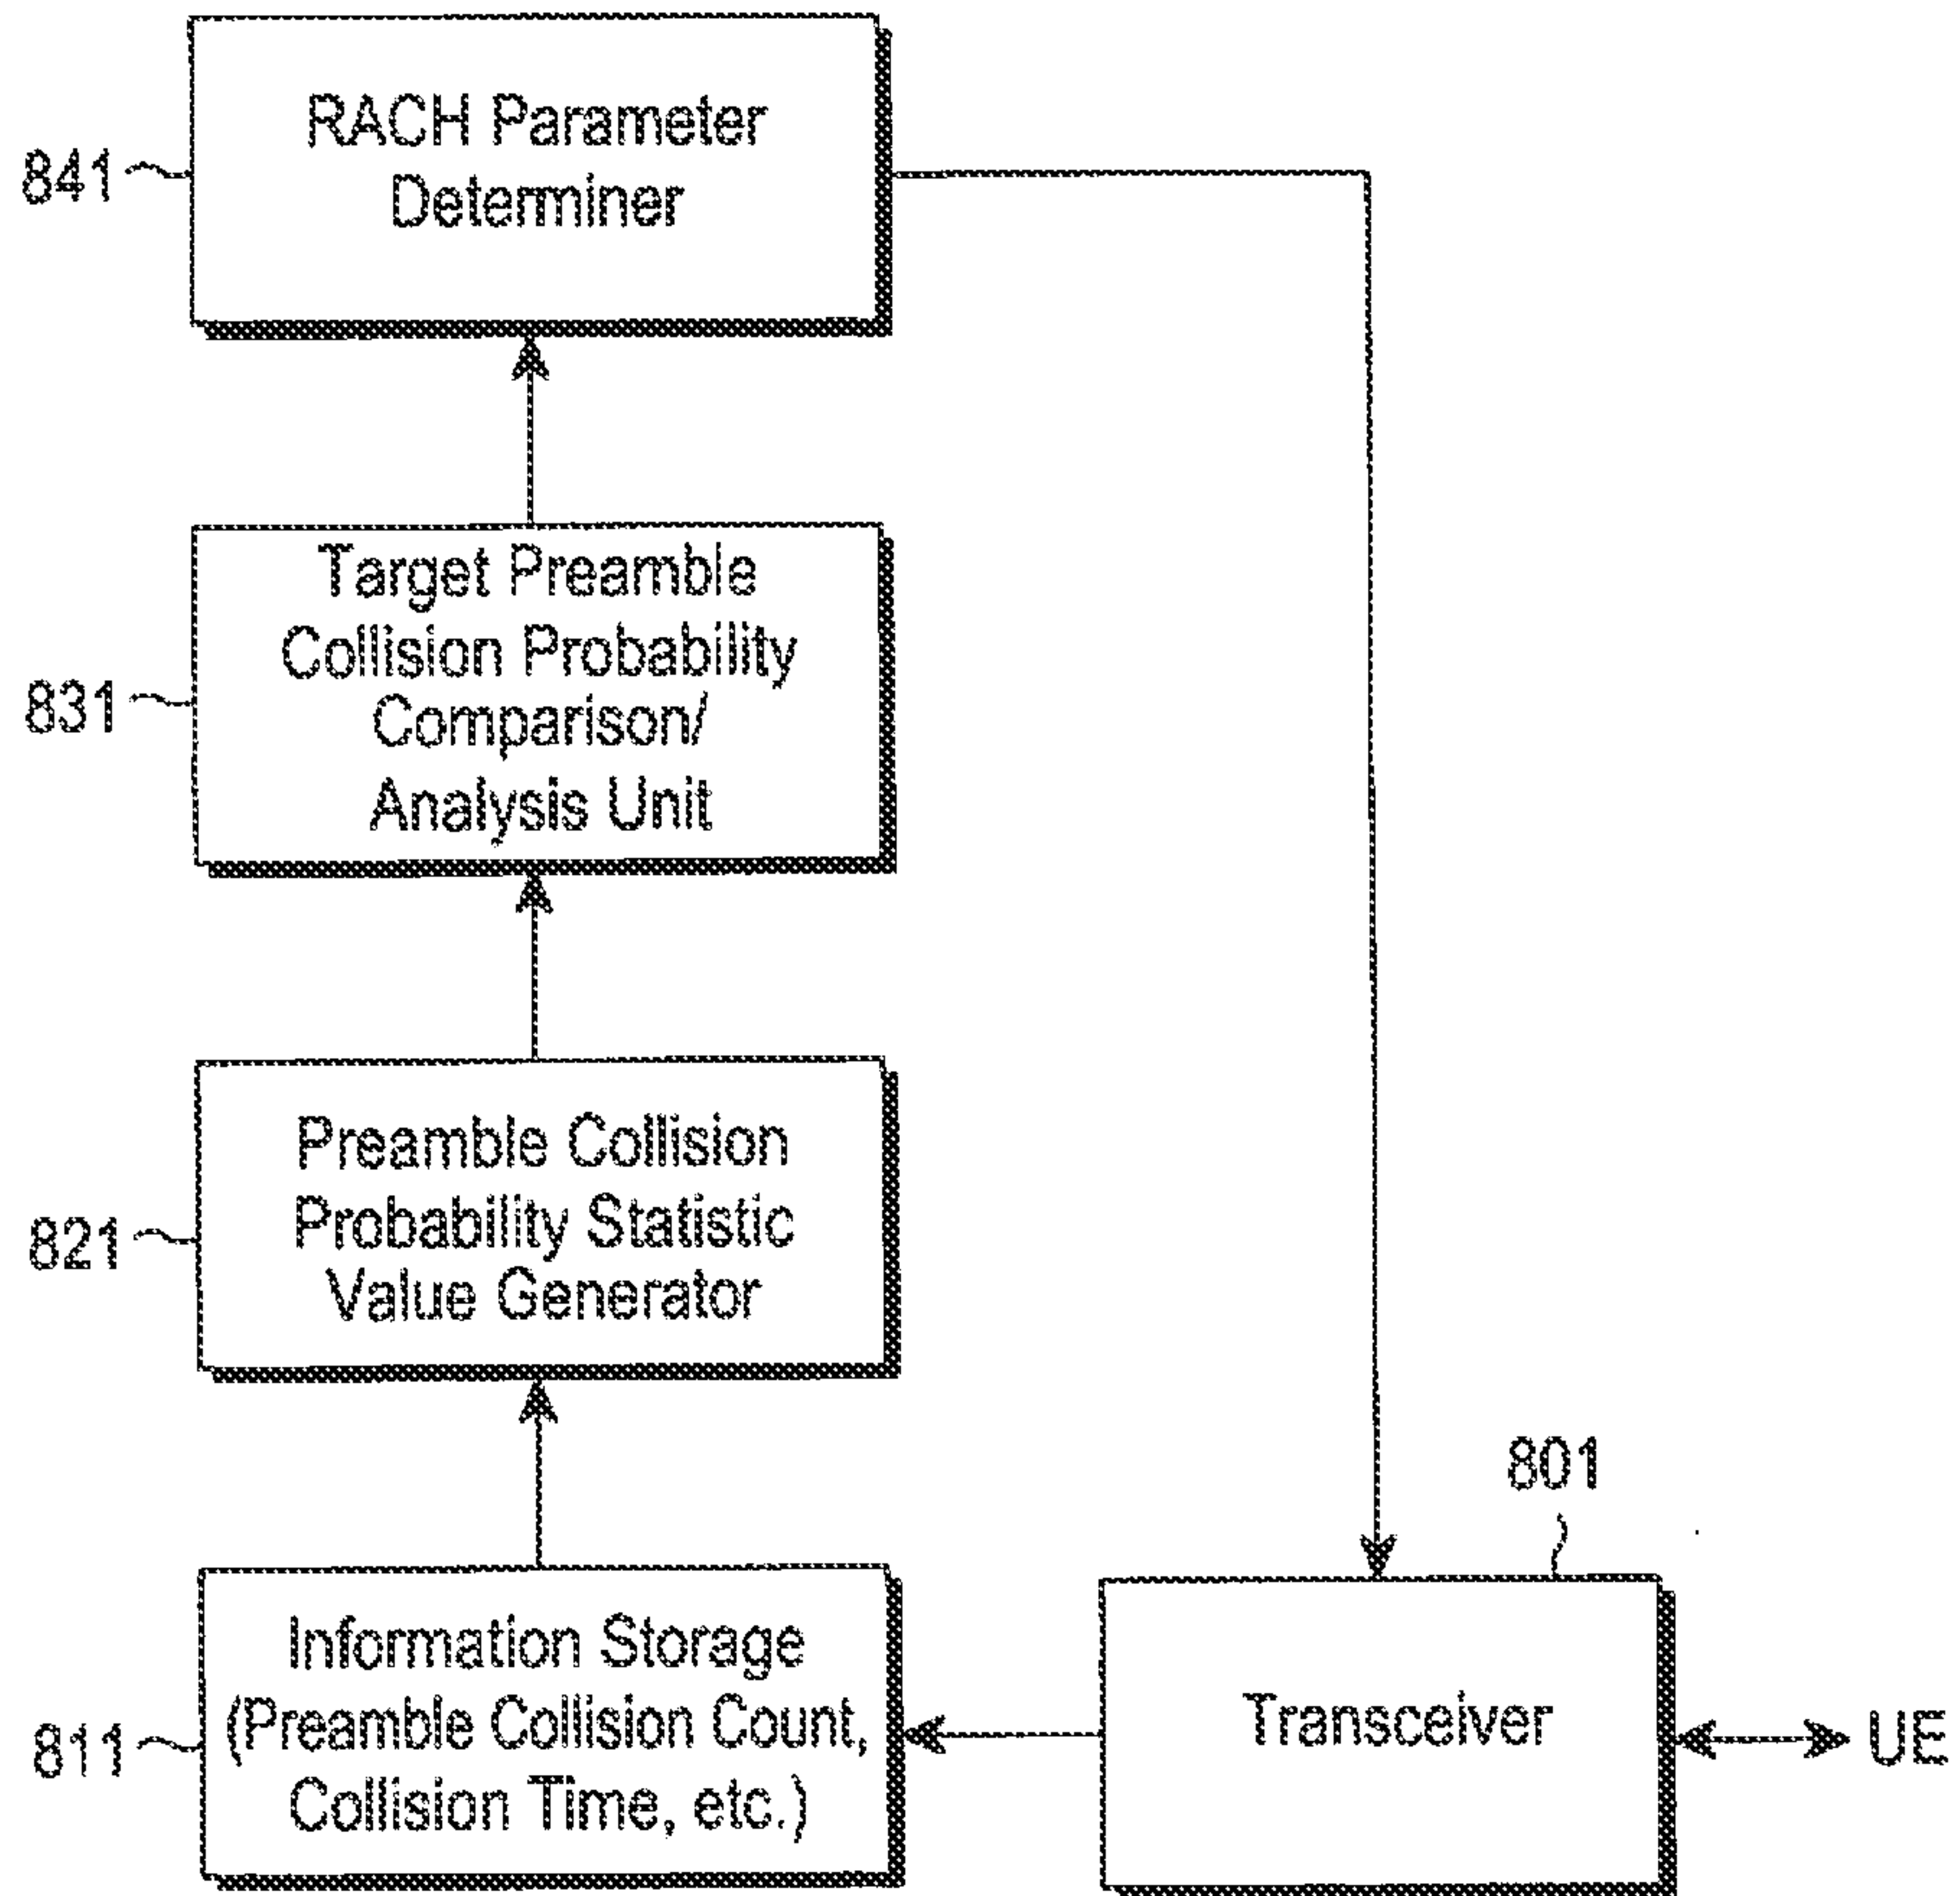 RACH Parameter
Determiner
841
Target Preamble
Collision Probability
Comparison/
Analysis Unit
831
Preamble Collision
Probability Statistic
Value Generator
821
801
Information Storage
(Preamble Collision Count,
Collision Time, etc.)
811
Transceiver
UE